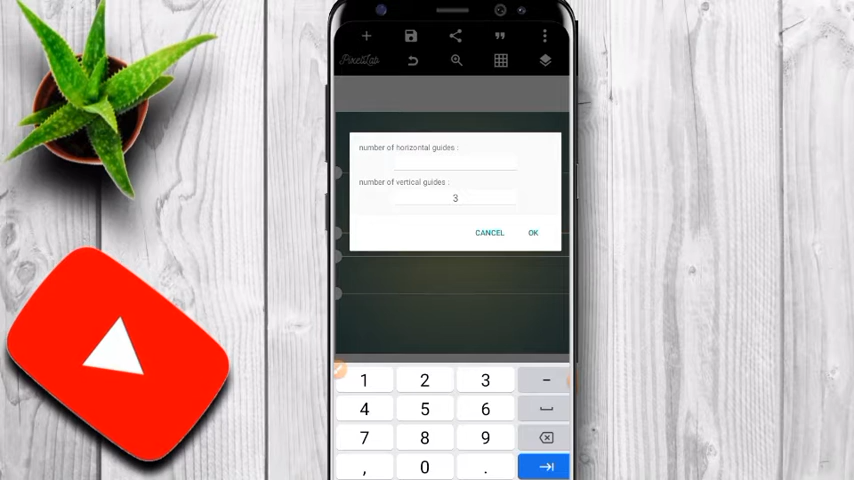 PixelLab
number of horizontal guides :
number of vertical guides :
3
CANCEL OK
1 2 3 -
4 5 6
7 8 9
, 0 .